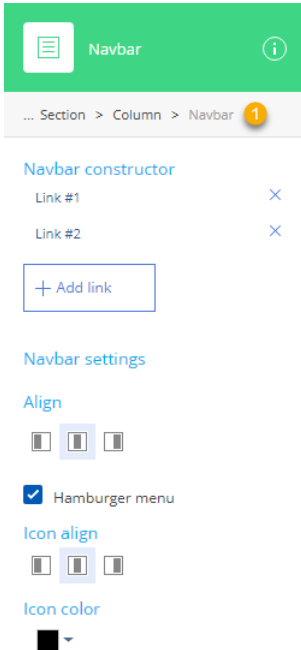 Navbar
... Section > Column > Navbar 1
Navbar constructor
Link #1
Link #2
+ Add link
Navbar settings
Align
Hamburger menu
Icon align
Icon color